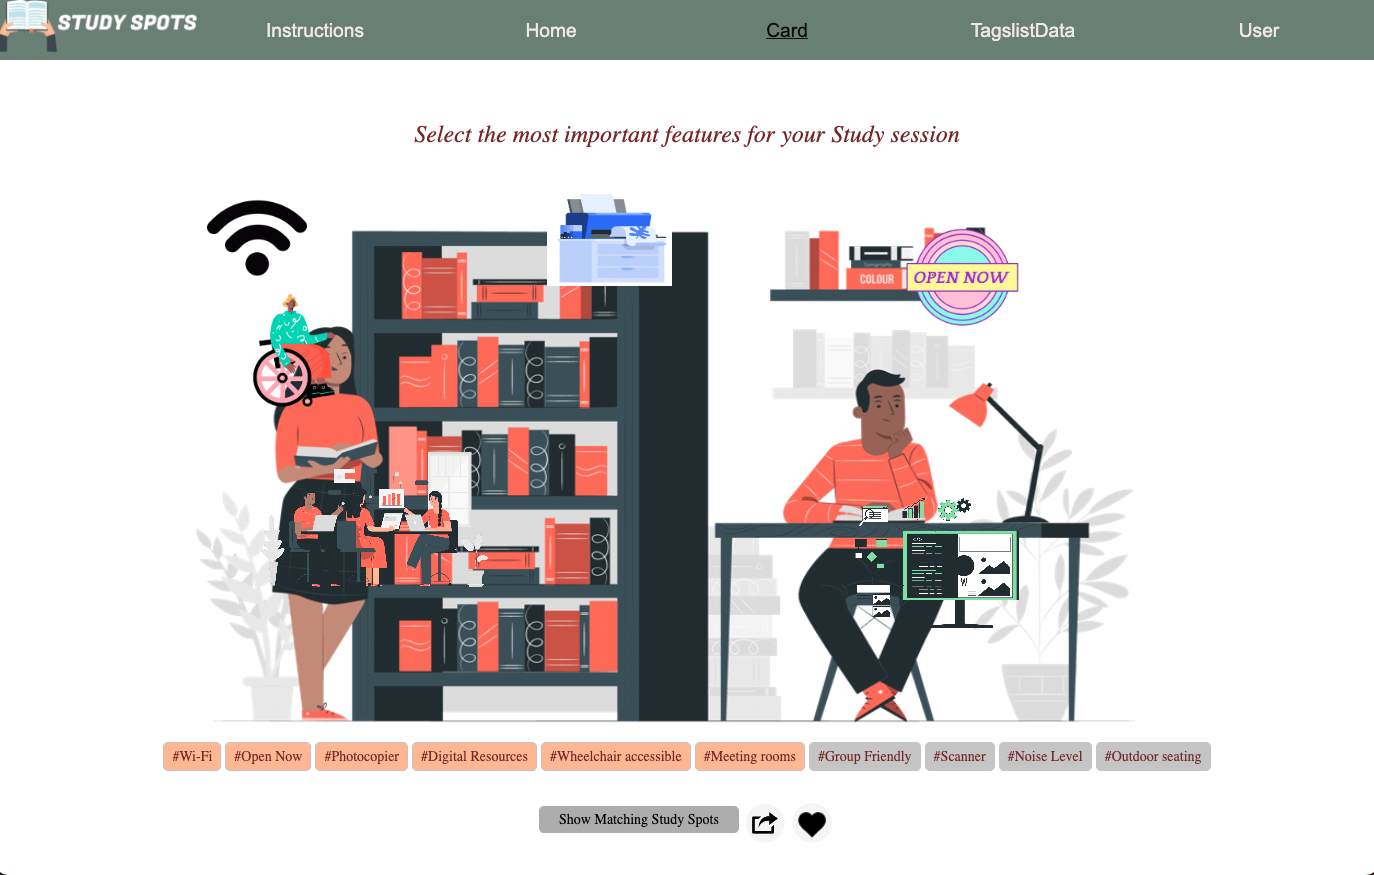 STUDY SPOTS
Instructions
Home
Card
TagslistData
User
Select the most important features for your Study session
OPEN NOW
COLOUR
W
#Wi-Fi
#Open Now
#Photocopier
#Digital Resources
#Wheelchair accessible
#Meeting rooms
#Group Friendly
#Scanner
#Noise Level
#Outdoor seating
Show Matching Study Spots